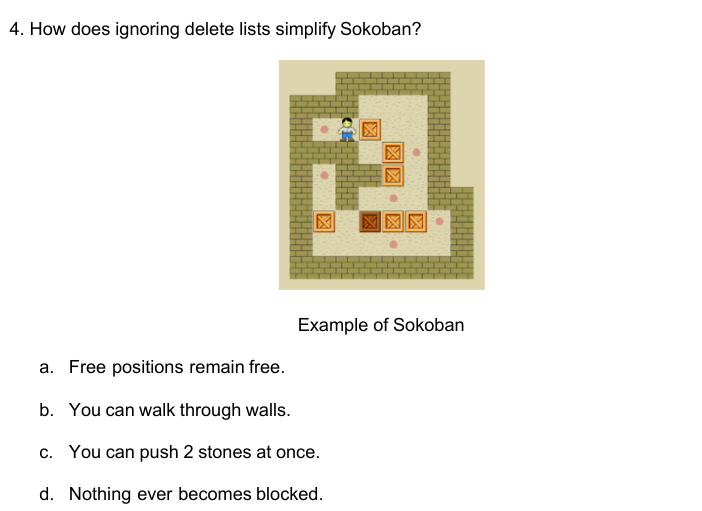 4. How does ignoring delete lists simplify Sokoban?
Example of Sokoban
a. Free positions remain free.
b. You can walk through walls.
c. You can push 2 stones at once.
d. Nothing ever becomes blocked.